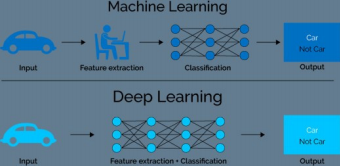 Machine Learning
Car
Not Car
Input
Feature extraction
Classification
Output
Deep Learning
Car
Not Car
Input
Feature extraction + Classification
Output